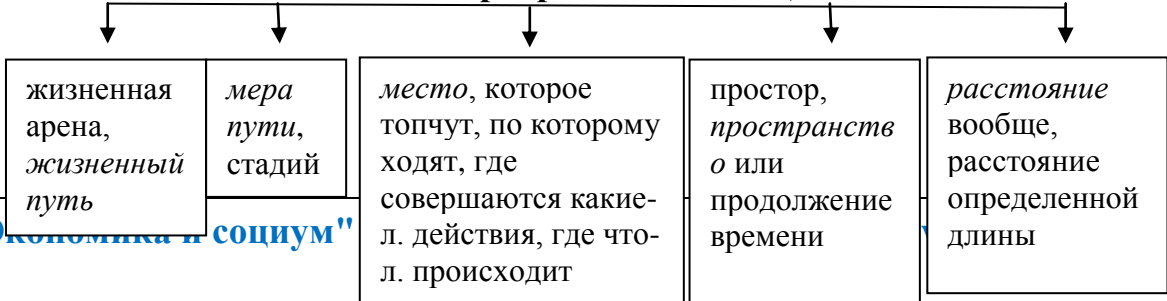 жизненная
арена,
жизненный
путь
мера
пути,
стадий
место, которое
топчут, по которому
ходят, где
совершаются какие-
л. действия, где что-
л. происходит
простор,
пространств
о или
продолжение
времени
расстояние
вообще,
расстояние
определенной
длины
и социум"